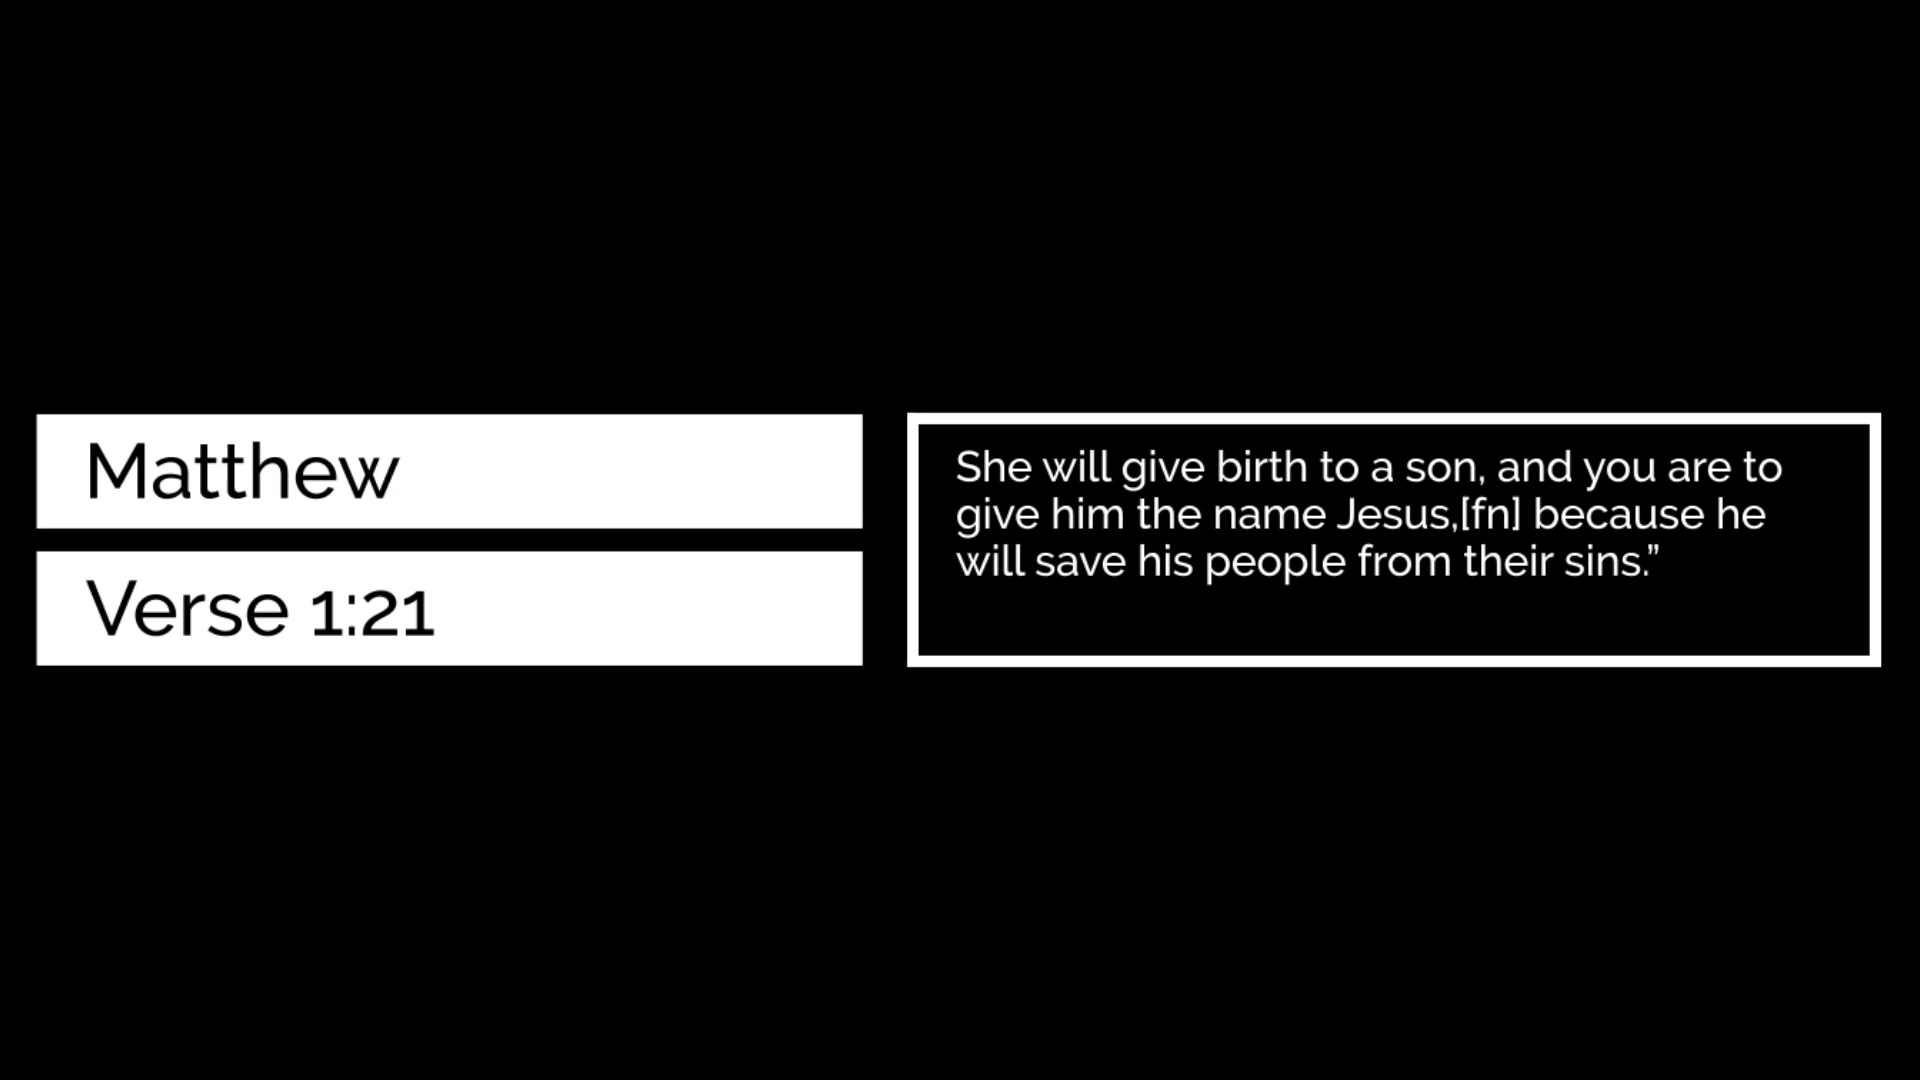 Matthew
Verse 1:21
She will give birth to a son, and you are to
give him the name Jesus,[fn] because he
will save his people from their sins.”